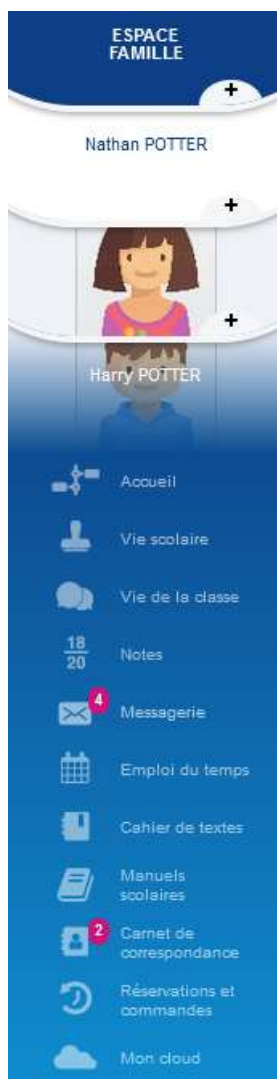 ESPACE
FAMILLE
+
Nathan POTTER
+
+
Harry POTTER
Accueil
Vie scolaire
Vie de la classe
18
20
Notes
4
Messagerie
Emploi du temps
Cahier de textes
Manuels
scolaires
2
Carnet de
correspondance
Réservations et
commandes
Mon cloud